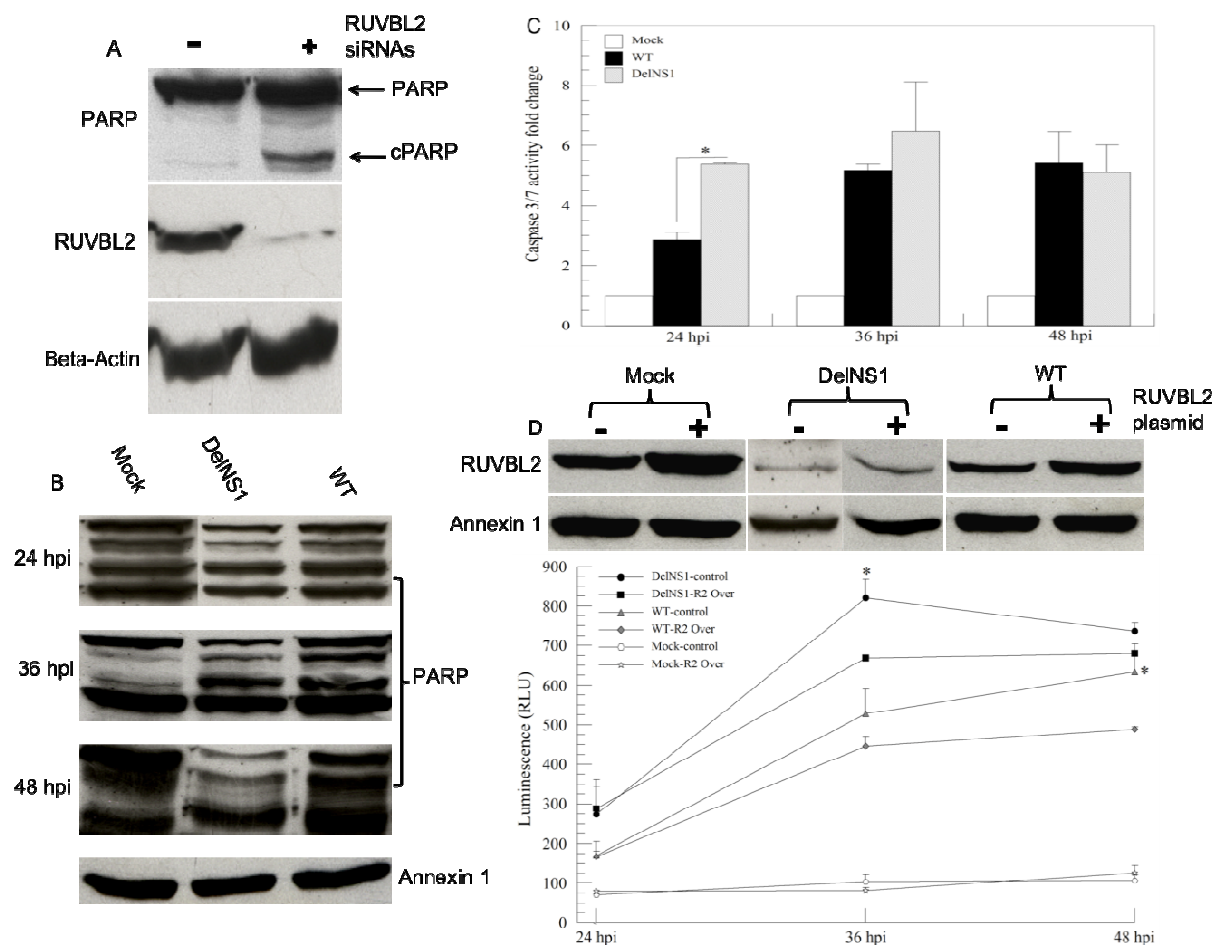 A
-
+
RUVBL2
siRNAs
PARP
PARP
cPARP
RUVBL2
Beta-Actin
B
Mock
DelNS1
WT
24 hpi
36 hpi
48 hpi
PARP
Annexin 1
C
Mock
WT
DelNS1
Caspase 3/7 activity fold change
10
8
6
4
2
0
*
24 hpi
36 hpi
48 hpi
D
Mock
DelNS1
WT
RUVBL2
plasmid
- + - + - +
RUVBL2
Annexin 1
DelNS1-control
DelNS1-R2 Over
WT-control
WT-R2 Over
Mock-control
Mock-R2 Over
Luminescence (RLU)
900
800
700
600
500
400
300
200
100
0
*
*
24 hpi
36 hpi
48 hpi